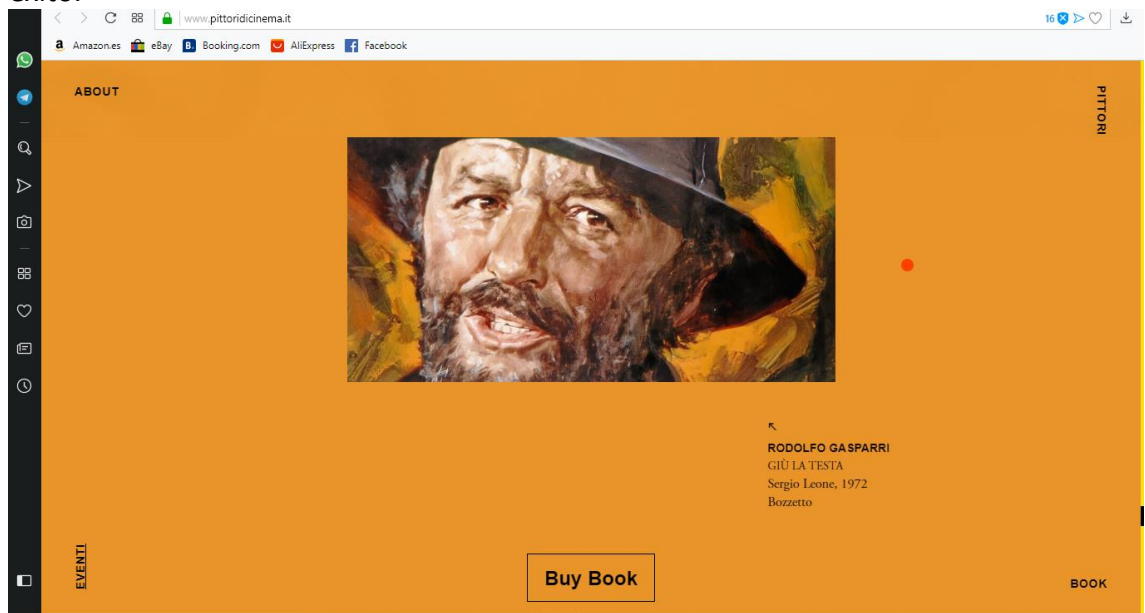 www.pittoridicinema.it
16
Amazon.es eBay Booking.com AliExpress Facebook
ABOUT
PITTORI
RODOLFO GASPARRI
GIÙ LA TESTA
Sergio Leone, 1972
Bozzetto
EVENTI
Buy Book
BOOK